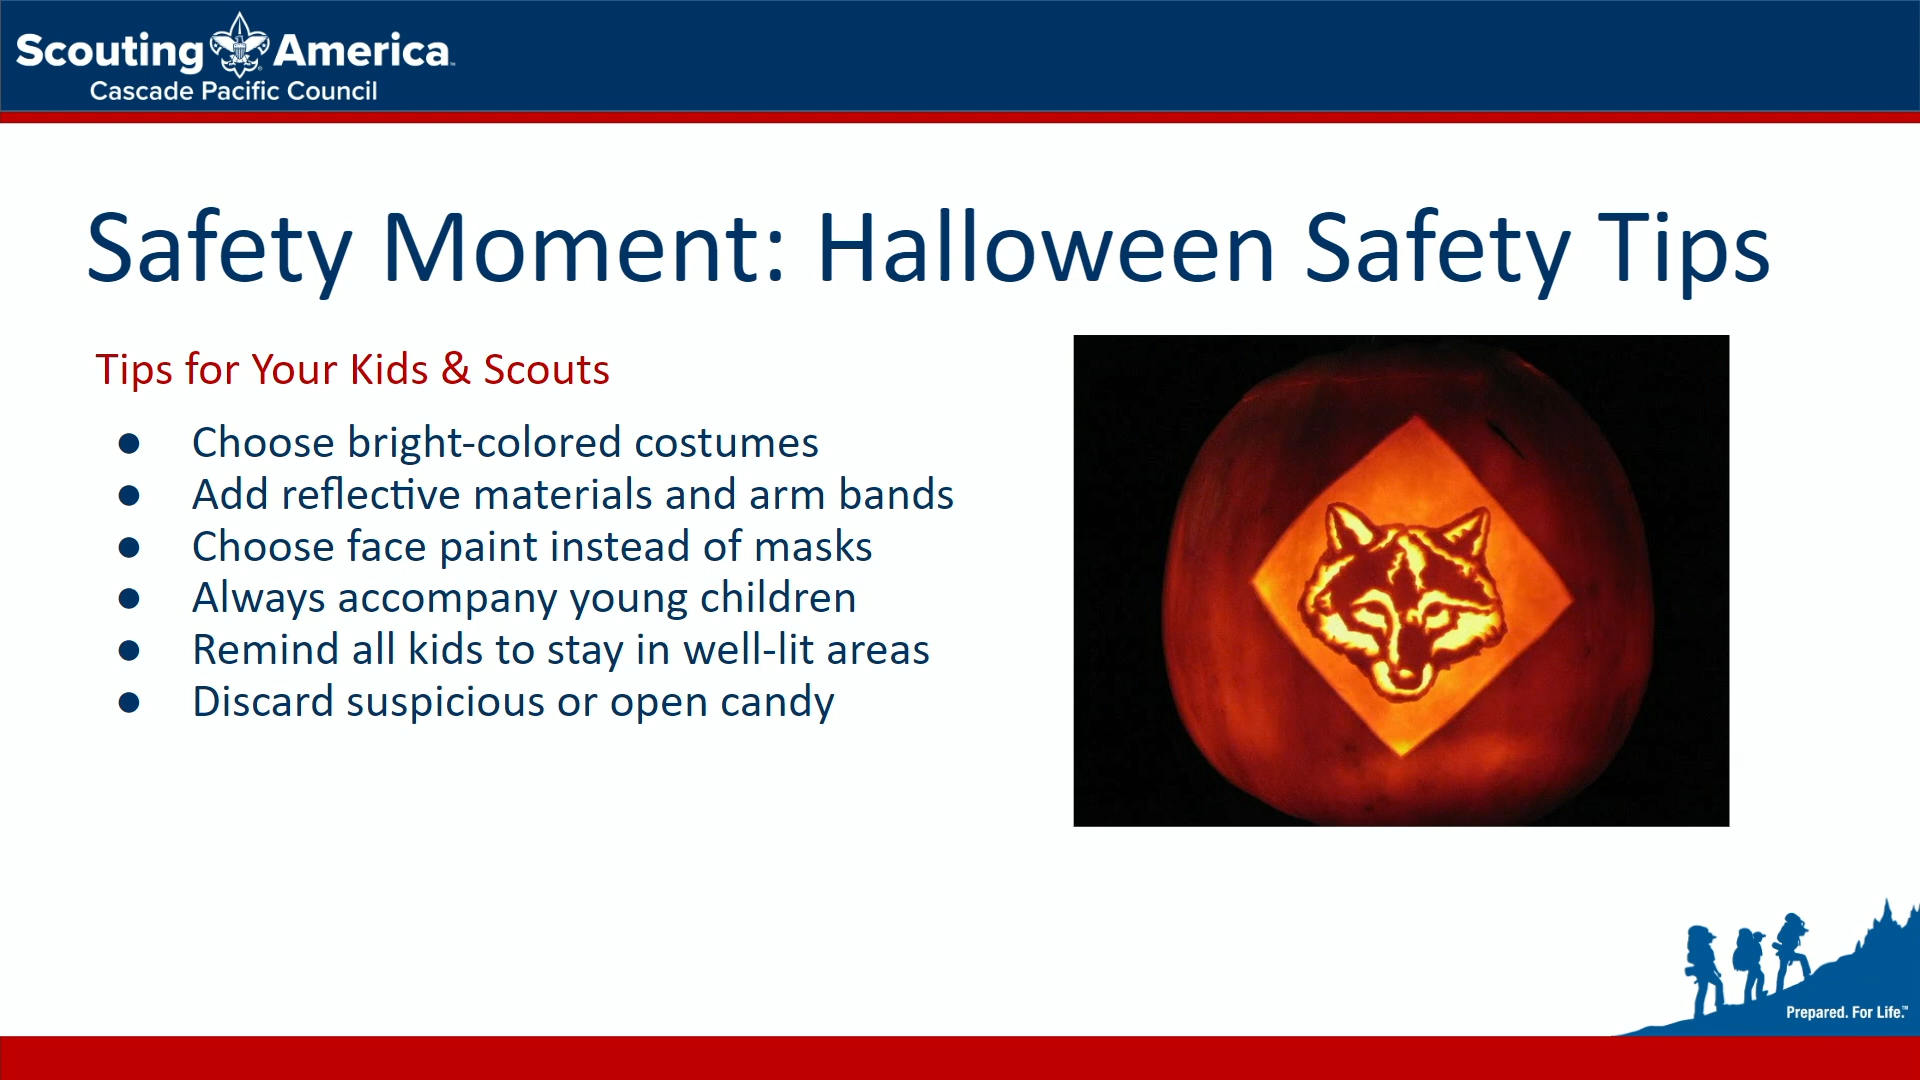 Scouting America
Cascade Pacific Council
Safety Moment: Halloween Safety Tips
Tips for Your Kids & Scouts
● Choose bright-colored costumes
● Add reflective materials and arm bands
● Choose face paint instead of masks
● Always accompany young children
● Remind all kids to stay in well-lit areas
● Discard suspicious or open candy
Prepared. For Life.™